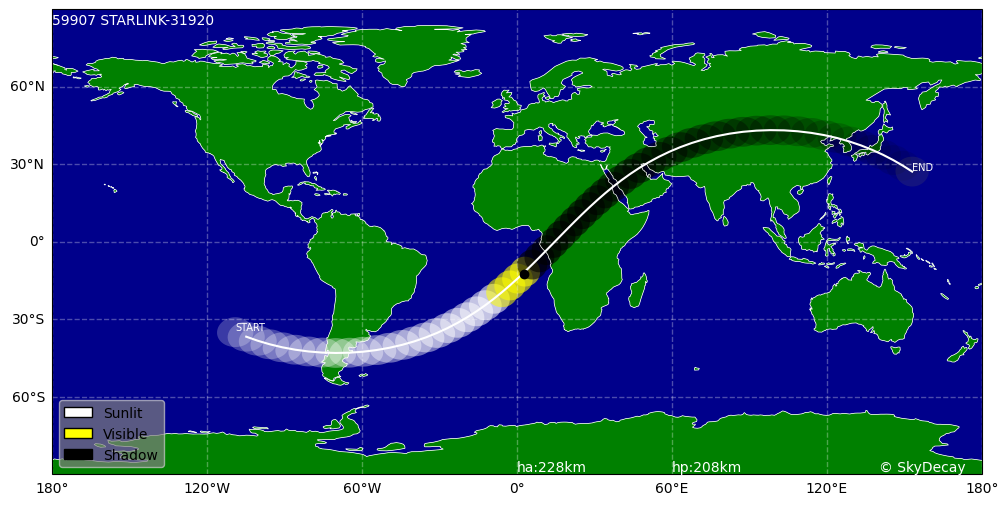 59907 STARLINK-31920
60°N
30°N
0°
30°S
60°S
START
END
Sunlit
Visible
Shadow
ha:228km
hp:208km
© SkyDecay
180°
120°W
60°W
0°
60°E
120°E
180°